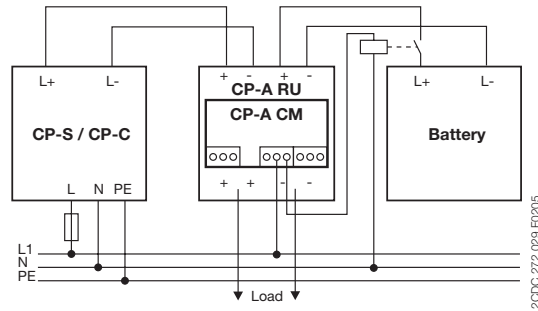 L+ L- + - + - L+ L-
CP-A RU
CP-A CM
CP-S / CP-C
Battery
+ + - -
L N PE
L1
N
PE
Load
2CDC 272 029 F0205